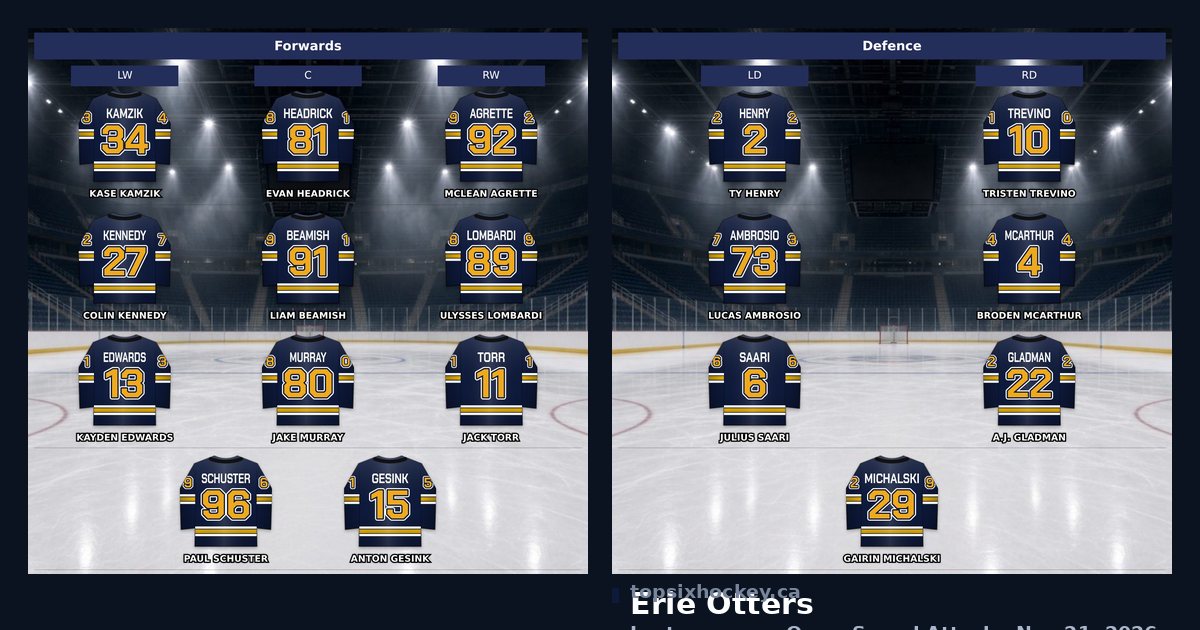 Forwards
LW C RW
3 KAMZIK 4 8 HEADRICK 1 9 AGRETTE 2
34 81 92
KASE KAMZIK EVAN HEADRICK MCLEAN AGRETTE
2 KENNEDY 7 9 BEAMISH 1 8 LOMBARDI 9
27 91 89
COLIN KENNEDY LIAM BEAMISH ULYSSES LOMBARDI
1 EDWARDS 3 8 MURRAY 0 1 TORR 1
13 80 11
KAYDEN EDWARDS JAKE MURRAY JACK TORR
9 SCHUSTER 6 1 GESINK 5
96 15
PAUL SCHUSTER ANTON GESINK
Defence
LD RD
2 HENRY 2 1 TREVINO 0
2 10
TY HENRY TRISTEN TREVINO
7 AMBROSIO 3 4 MCARTHUR 4
73 4
LUCAS AMBROSIO BRODEN MCARTHUR
6 SAARI 6 2 GLADMAN 2
6 22
JULIUS SAARI A.J. GLADMAN
2 MICHALSKI 9
29
GAIRIN MICHALSKI
topsixhockey.ca
Erie Otters